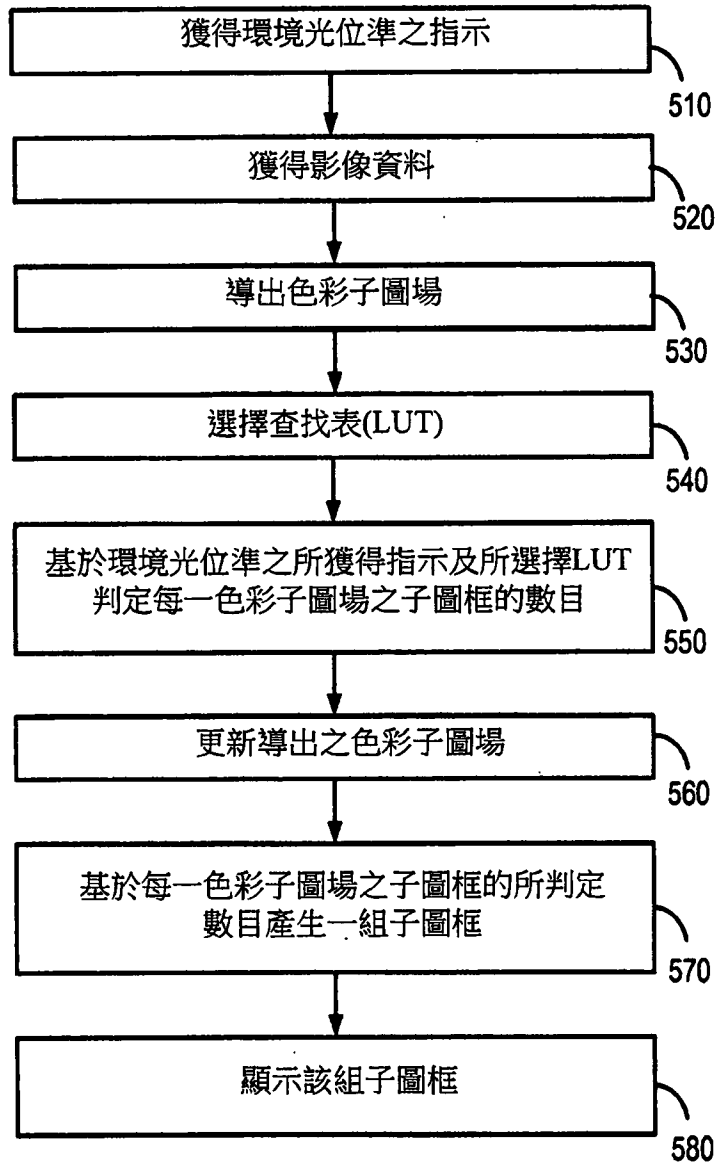 獲得環境光位準之指示
510
獲得影像資料
520
導出色彩子圖場
530
選擇查找表(LUT)
540
基於環境光位準之所獲得指示及所選擇LUT
判定每一色彩子圖場之子圖框的數目
550
更新導出之色彩子圖場
560
基於每一色彩子圖場之子圖框的所判定
數目產生一組子圖框
570
顯示該組子圖框
580